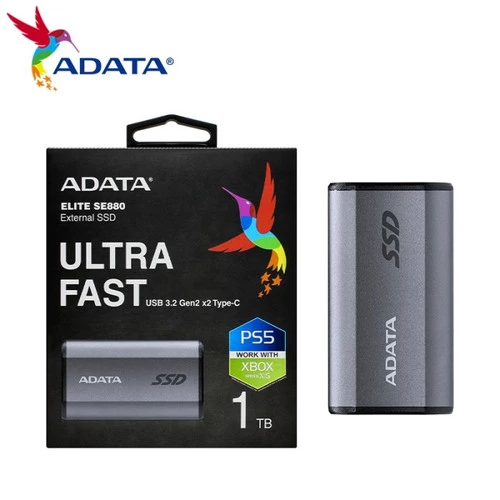 ADATA®
ADATA®
ELITE SE880
External SSD
ULTRA
FAST
USB 3.2 Gen2 x2 Type-C
PS5
WORK WITH
XBOX
ADATA SSD
1 TB
SSD
ADATA